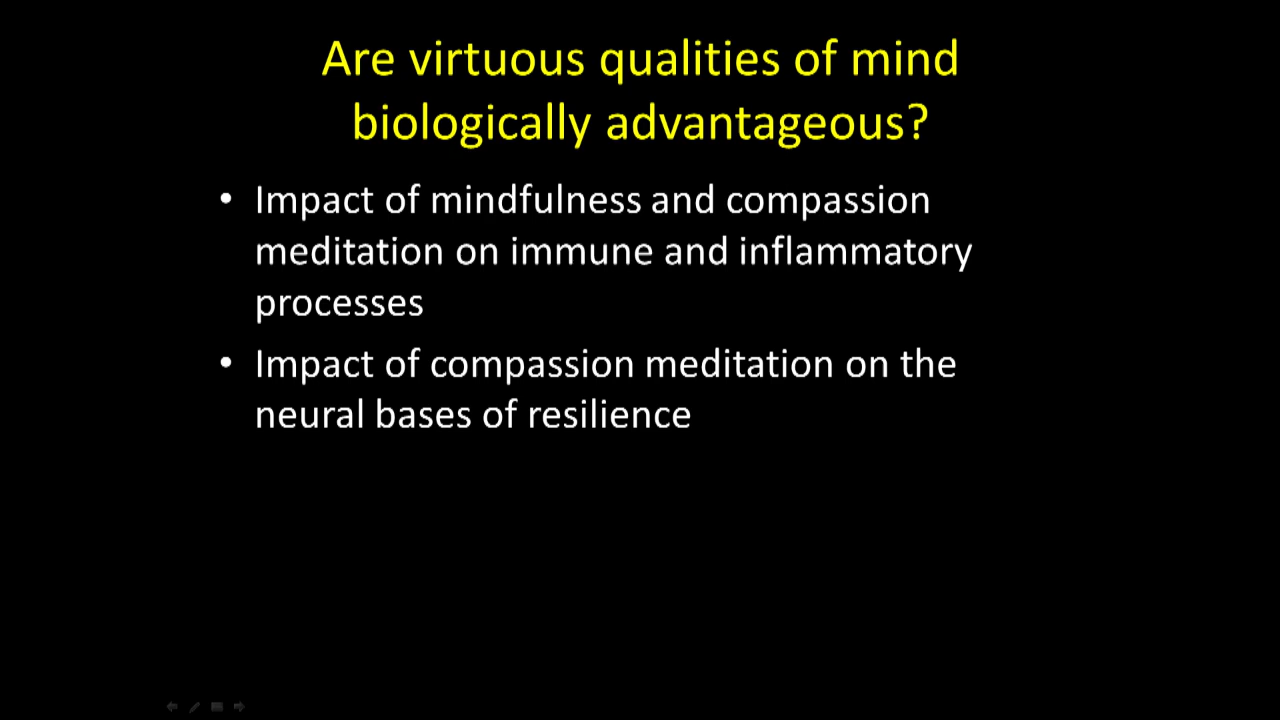 Are virtuous qualities of mind
biologically advantageous?
• Impact of mindfulness and compassion
meditation on immune and inflammatory
processes
• Impact of compassion meditation on the
neural bases of resilience